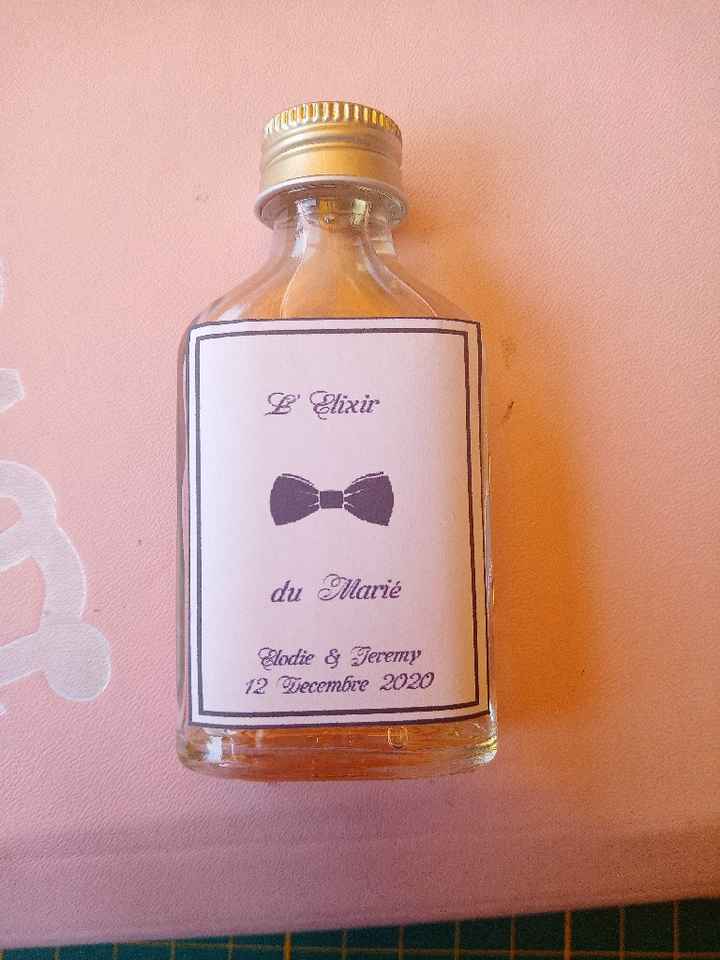 L' Elixir
du Marié
Elodie & Jeremy
12 Decembre 2020